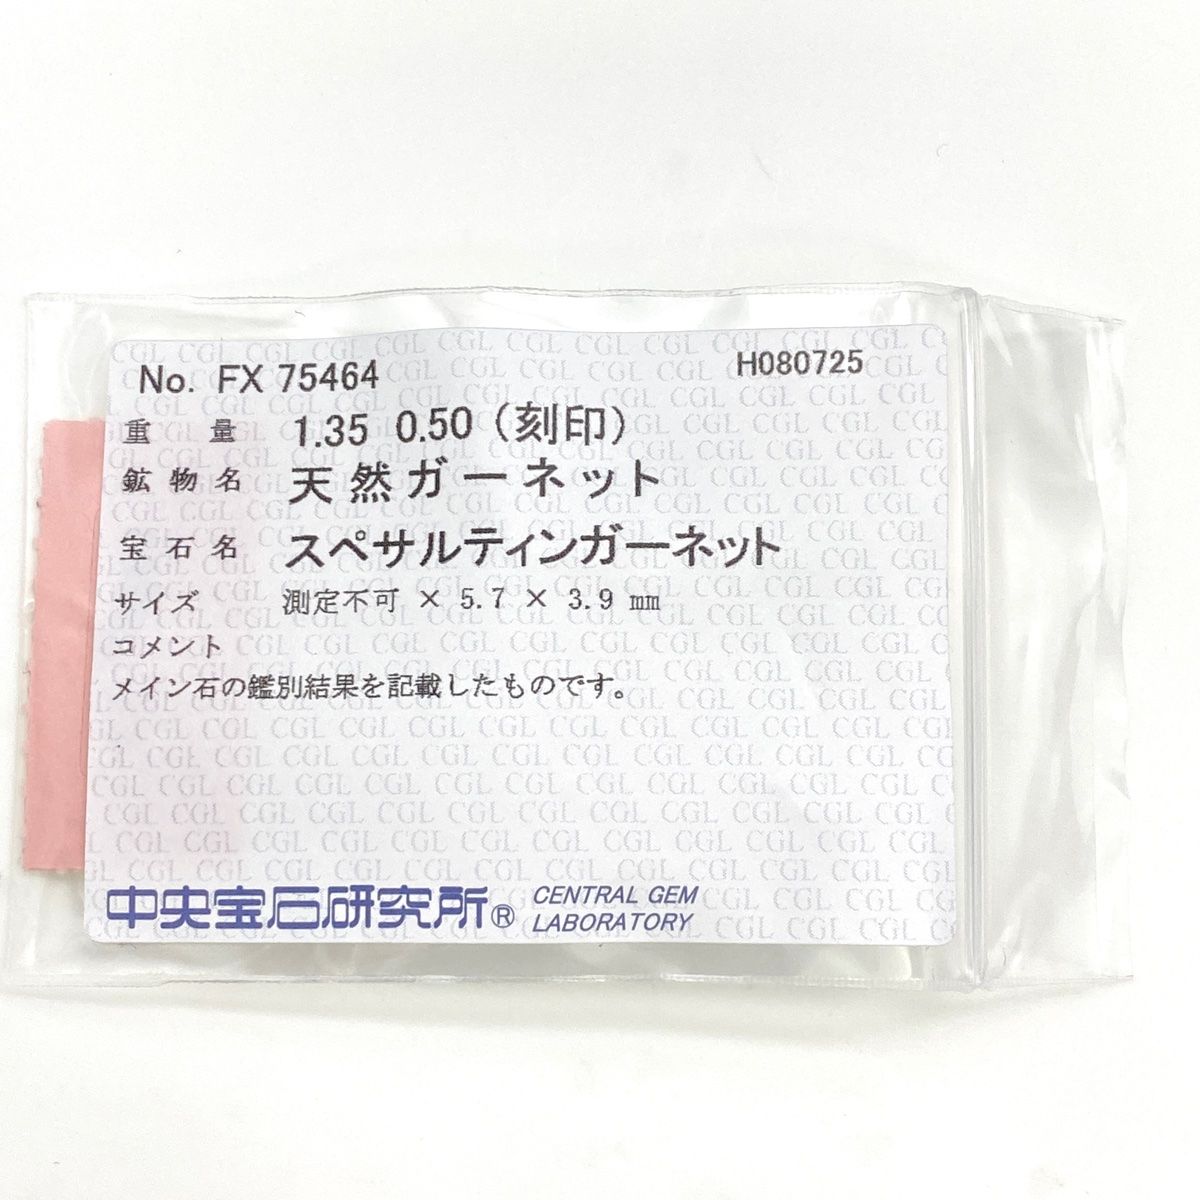 No. FX 75464 H080725
重量 1.35 0.50 (刻印)
鉱物名 天然ガーネット
宝石名 スペサルティンガーネット
サイズ 測定不可 × 5.7 × 3.9 mm
コメント
メイン石の鑑別結果を記載したものです。
中央宝石研究所® CENTRAL GEM
LABORATORY